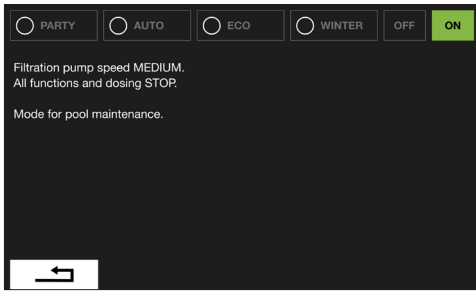 PARTY AUTO ECO WINTER OFF ON
Filtration pump speed MEDIUM.
All functions and dosing STOP.
Mode for pool maintenance.